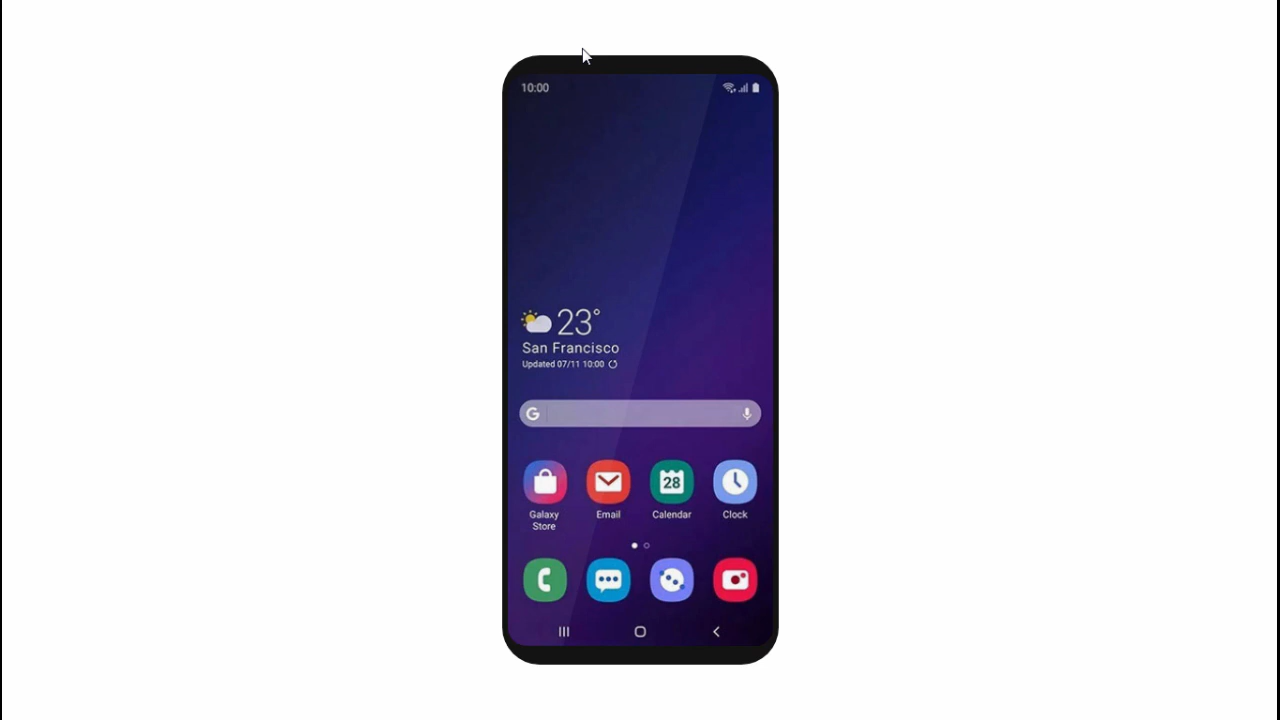 10:00
23°
San Francisco
Updated 07/11 10:00
G
28
Galaxy
Store
Email
Calendar
Clock